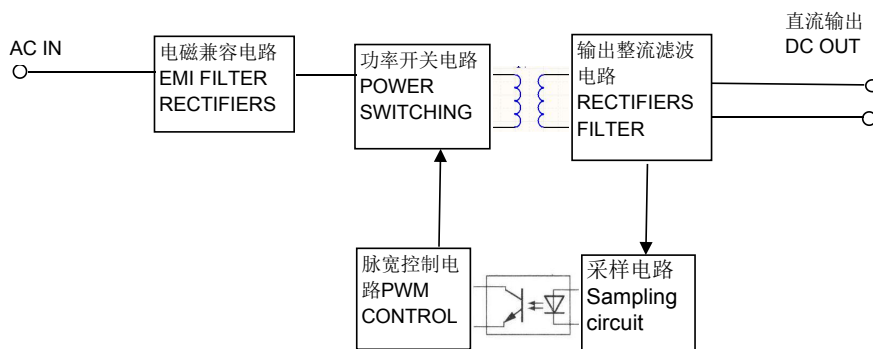 AC IN
电磁兼容电路
EMI FILTER
RECTIFIERS
功率开关电路
POWER
SWITCHING
输出整流滤波
电路
RECTIFIERS
FILTER
直流输出
DC OUT
脉宽控制电
路PWM
CONTROL
采样电路
Sampling
circuit